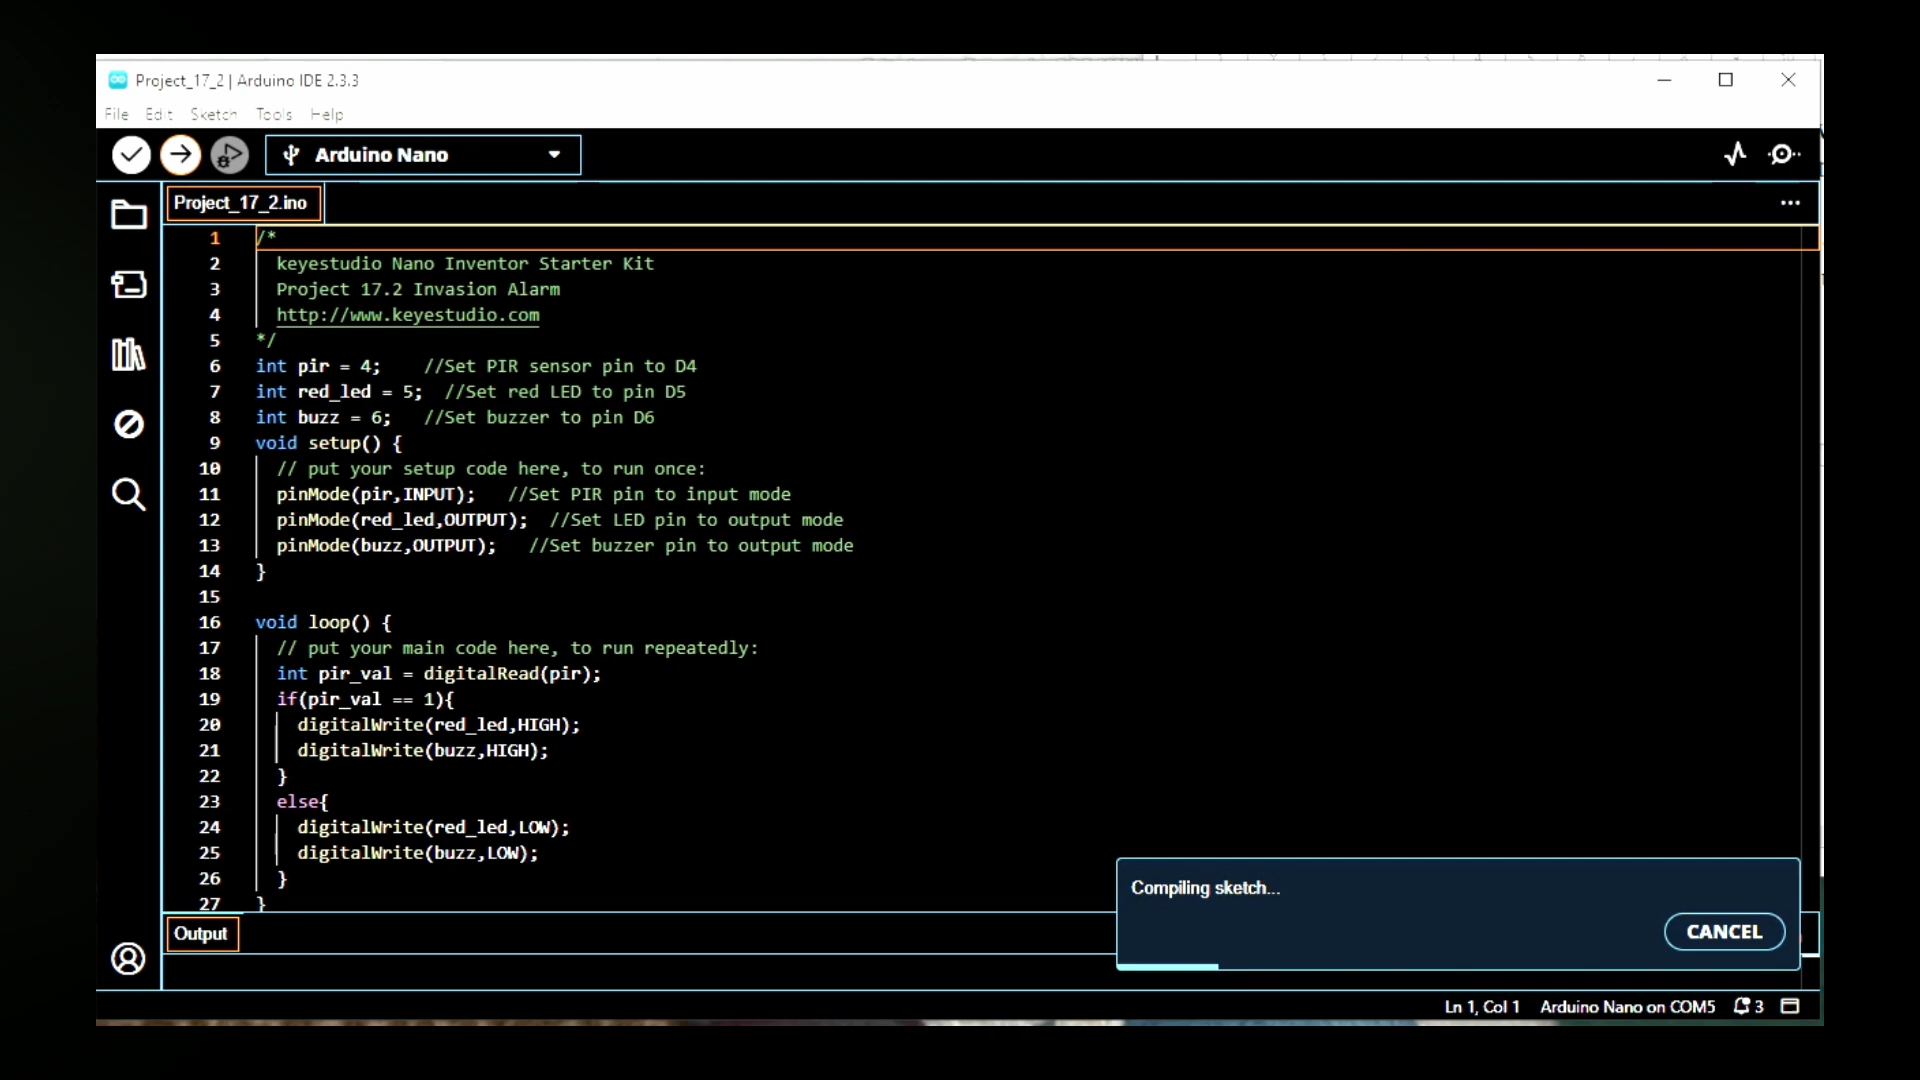 Project_17_2 | Arduino IDE 2.3.3
File Edit Sketch Tools Help
Arduino Nano
Project_17_2.ino
1 /*
2 keyestudio Nano Inventor Starter Kit
3 Project 17.2 Invasion Alarm
4 http://www.keyestudio.com
5 */
6 int pir = 4; //Set PIR sensor pin to D4
7 int red_led = 5; //Set red LED to pin D5
8 int buzz = 6; //Set buzzer to pin D6
9 void setup() {
10 // put your setup code here, to run once:
11 pinMode(pir,INPUT); //Set PIR pin to input mode
12 pinMode(red_led,OUTPUT); //Set LED pin to output mode
13 pinMode(buzz,OUTPUT); //Set buzzer pin to output mode
14 }
15
16 void loop() {
17 // put your main code here, to run repeatedly:
18 int pir_val = digitalRead(pir);
19 if(pir_val == 1){
20 digitalWrite(red_led,HIGH);
21 digitalWrite(buzz,HIGH);
22 }
23 else{
24 digitalWrite(red_led,LOW);
25 digitalWrite(buzz,LOW);
26 }
27 }
Output
Compiling sketch...
CANCEL
Ln 1, Col 1 Arduino Nano on COM5 3